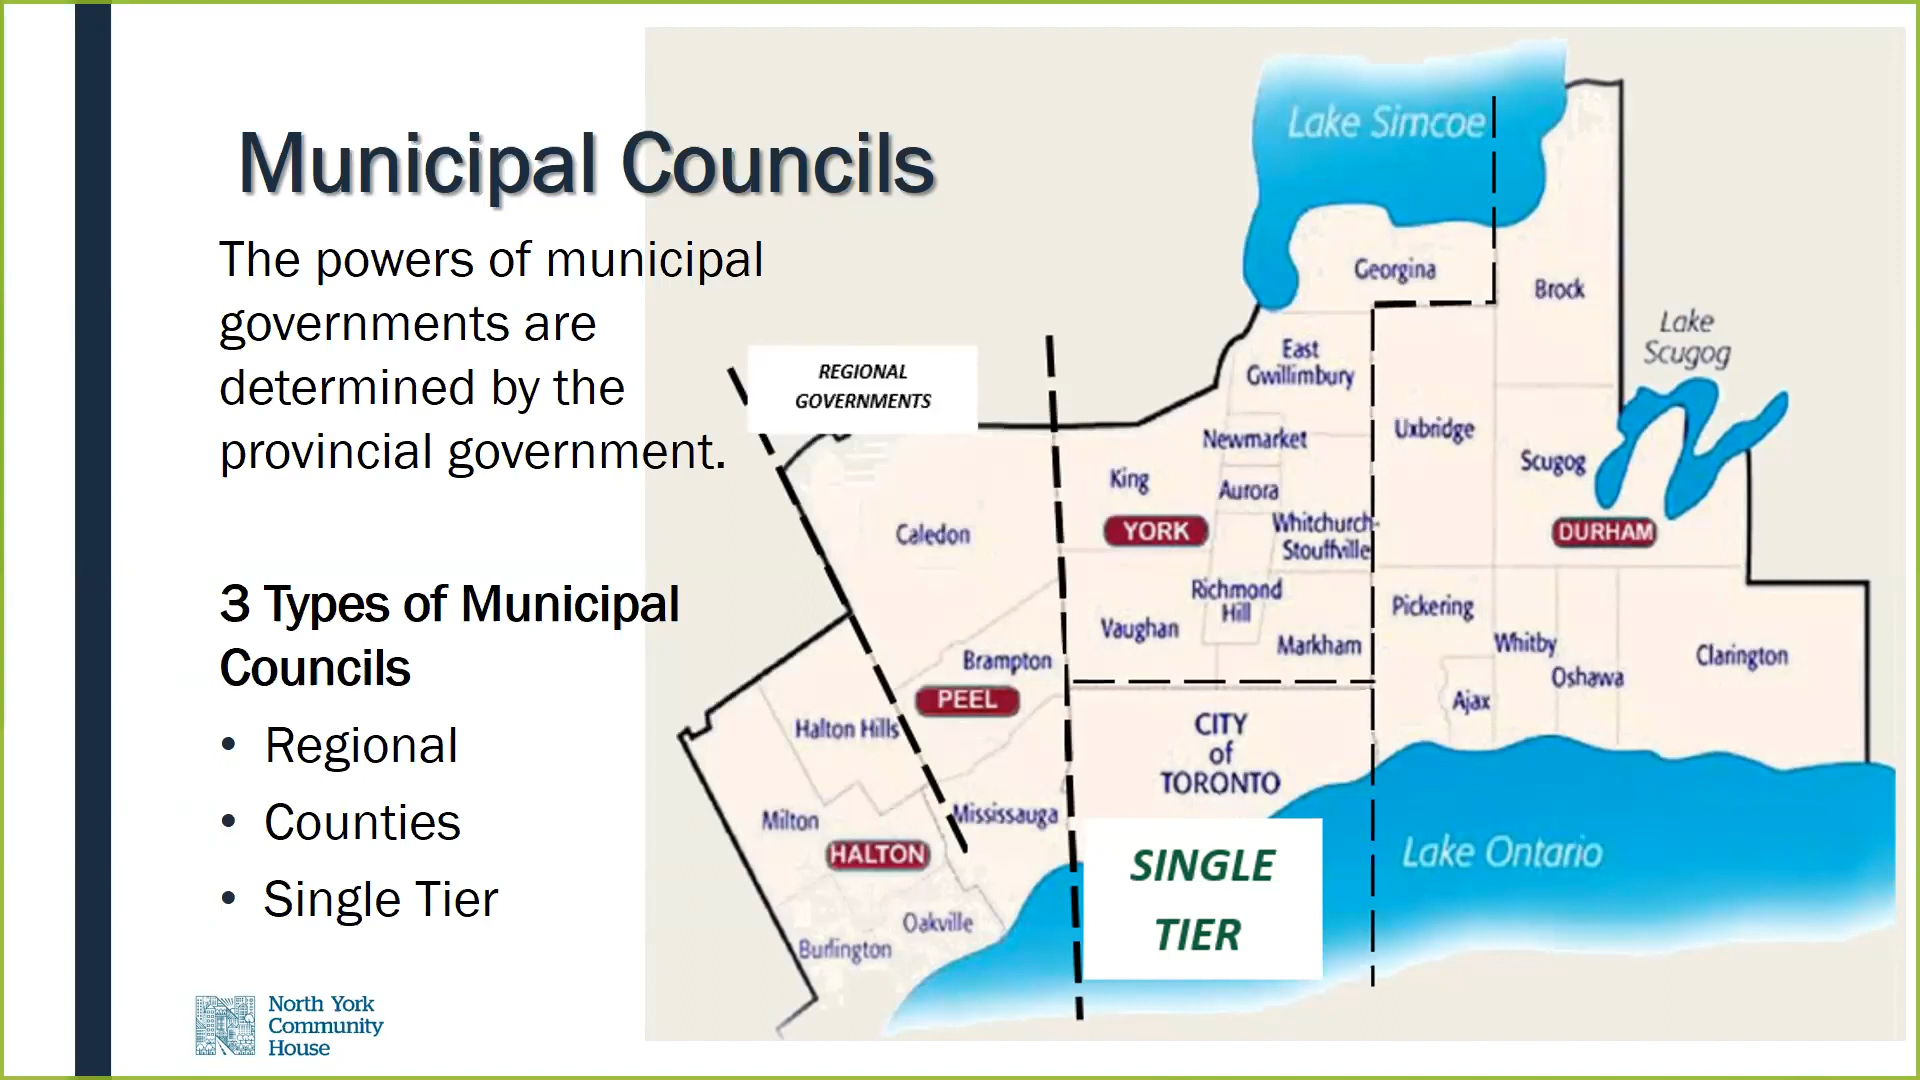 Municipal Councils
The powers of municipal
governments are
determined by the
provincial government.
3 Types of Municipal
Councils
• Regional
• Counties
• Single Tier
North York
Community
House
REGIONAL
GOVERNMENTS
Lake Simcoe
Georgina
Brock
Lake
Scugog
East
Gwillimbury
Newmarket
Uxbridge
Scugog
King
Aurora
YORK
Whitchurch-
Stouffville
DURHAM
Caledon
Richmond
Hill
Vaughan
Markham
Pickering
Whitby
Oshawa
Clarington
Ajax
Brampton
PEEL
Halton Hills
CITY
of
TORONTO
Milton
Mississauga
HALTON
Oakville
Burlington
SINGLE
TIER
Lake Ontario